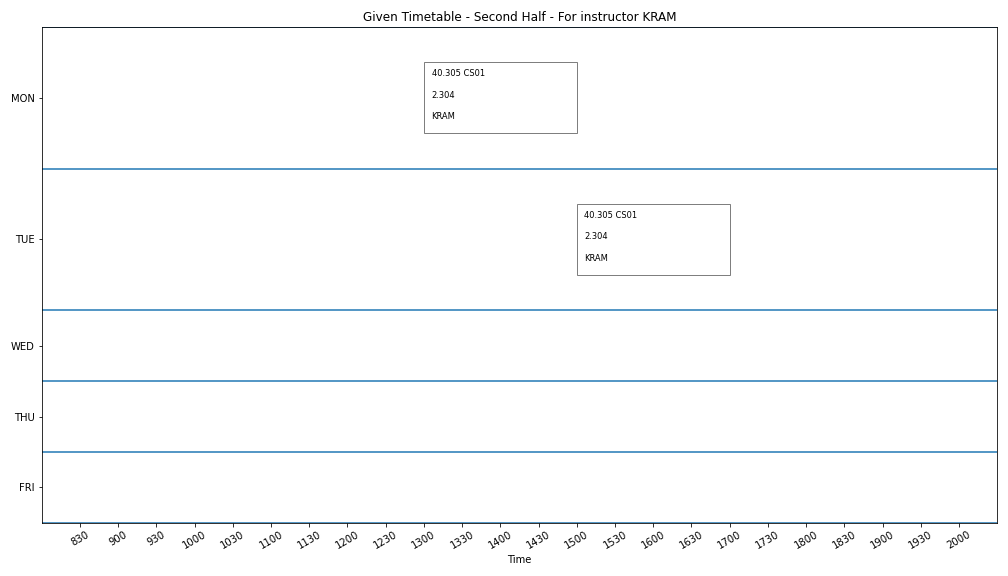 Given Timetable - Second Half - For instructor KRAM
MON
40.305 CS01
2.304
KRAM
TUE
40.305 CS01
2.304
KRAM
WED
THU
FRI
830 900 930 1000 1030 1100 1130 1200 1230 1300 1330 1400 1430 1500 1530 1600 1630 1700 1730 1800 1830 1900 1930 2000
Time